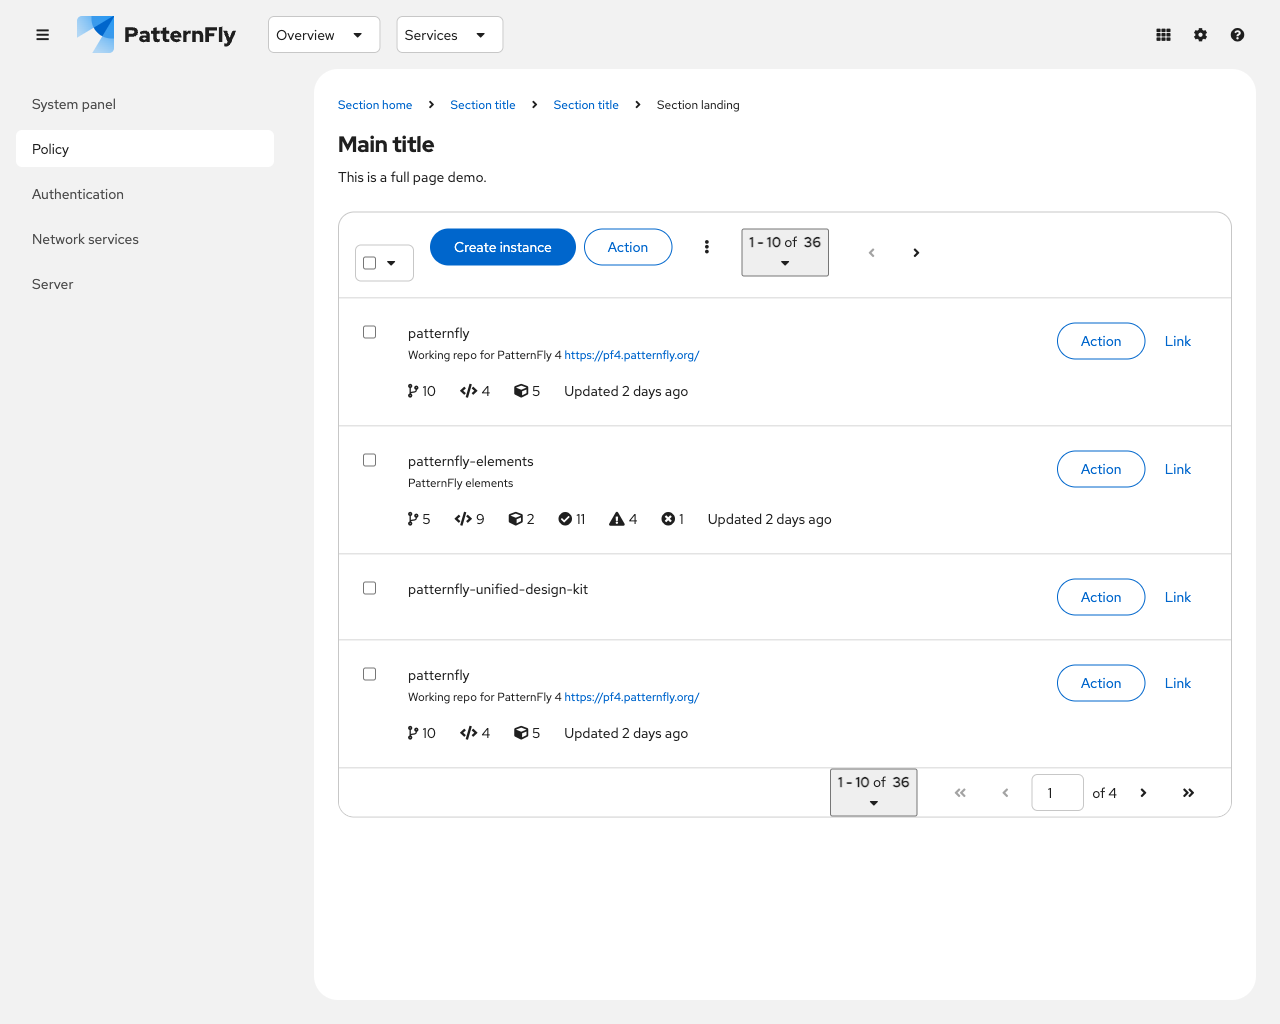 PatternFly Overview Services
System panel
Policy
Authentication
Network services
Server
Section home Section title Section title Section landing
Main title
This is a full page demo.
Create instance Action 1 - 10 of 36
patternfly Action Link
Working repo for PatternFly 4 https://pf4.patternfly.org/
10 4 5 Updated 2 days ago
patternfly-elements Action Link
PatternFly elements
5 9 2 11 4 1 Updated 2 days ago
patternfly-unified-design-kit Action Link
patternfly Action Link
Working repo for PatternFly 4 https://pf4.patternfly.org/
10 4 5 Updated 2 days ago
1 - 10 of 36 1 of 4